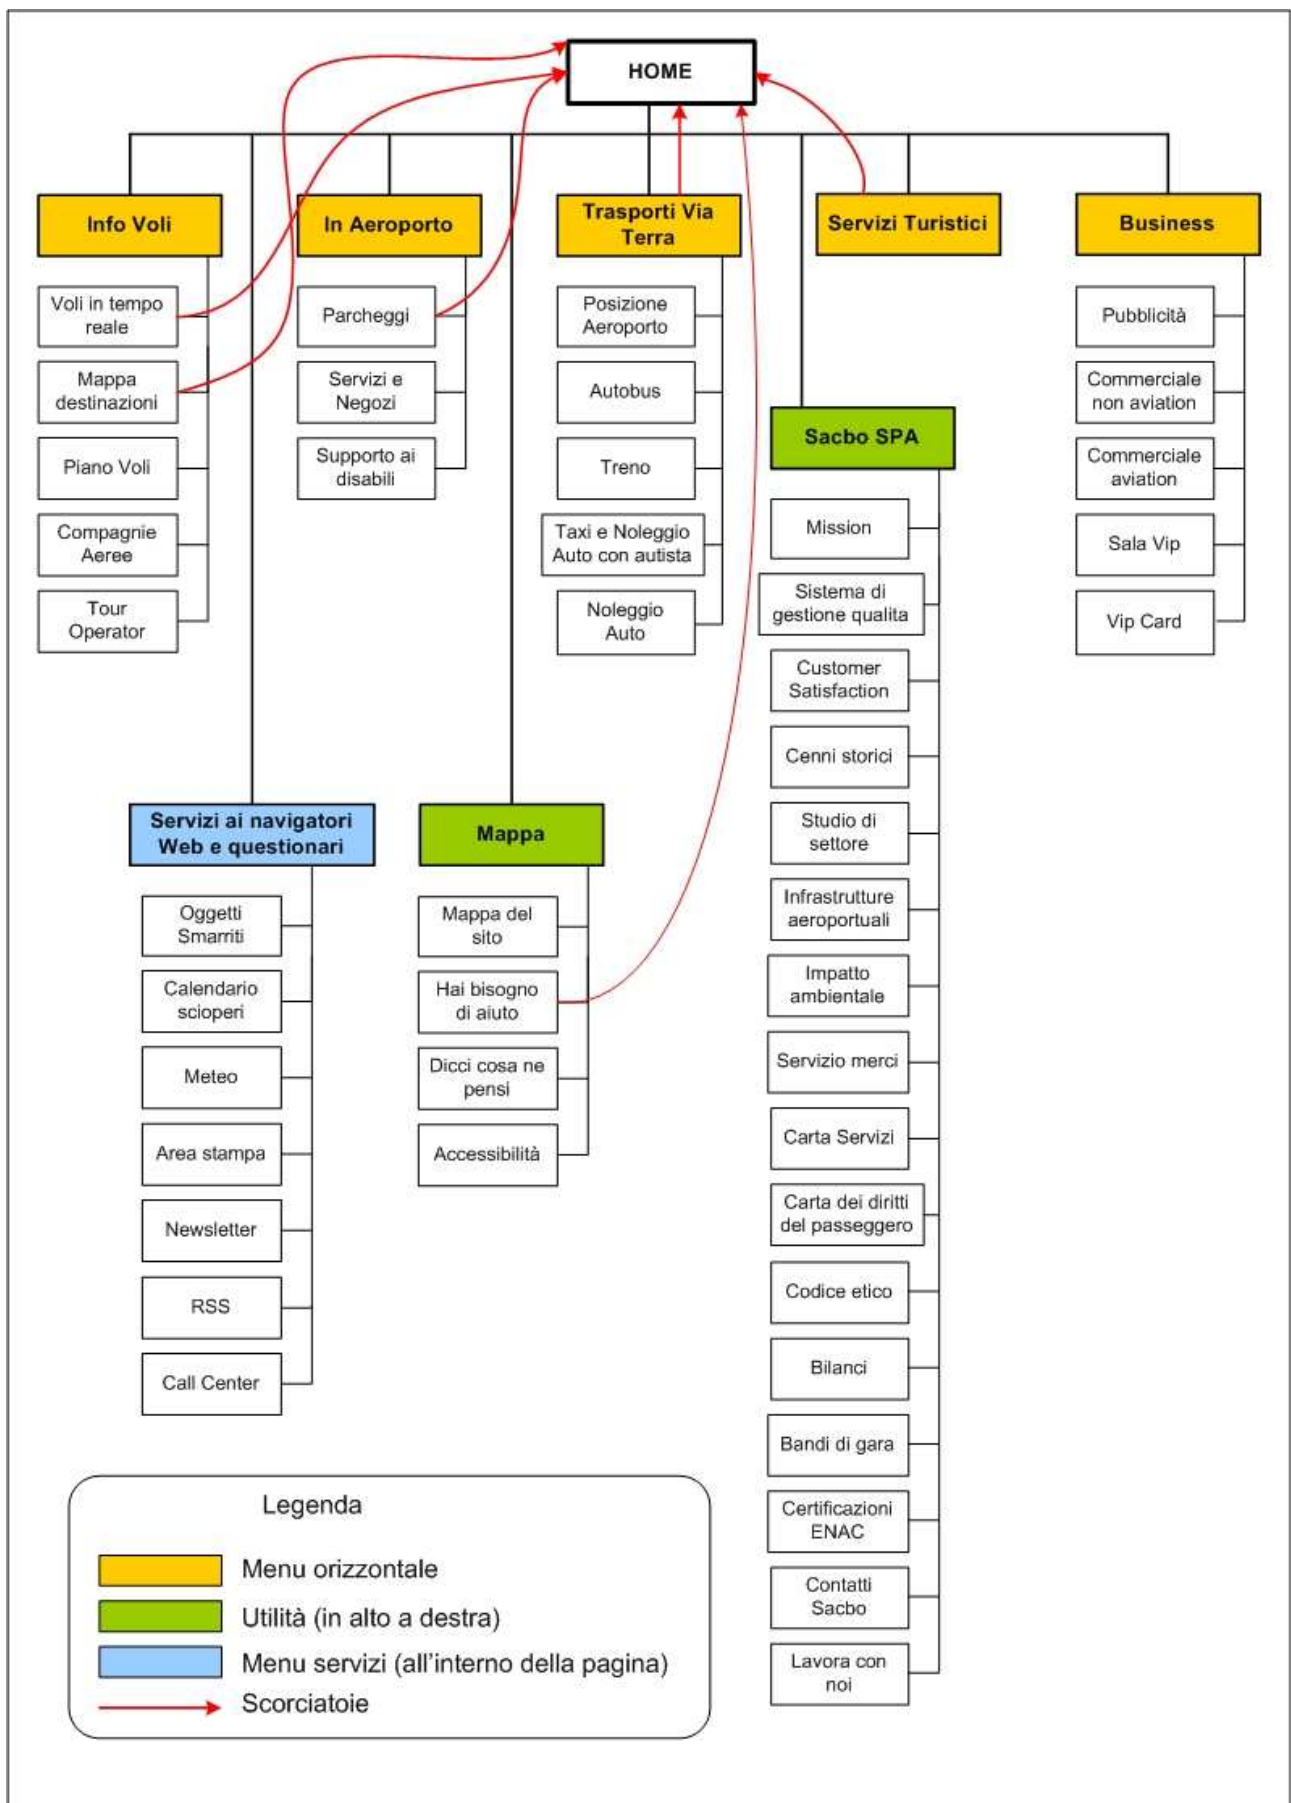 HOME
Info Voli
In Aeroporto
Trasporti Via
Terra
Servizi Turistici
Business
Voli in tempo
reale
Mappa
destinazioni
Piano Voli
Compagnie
Aeree
Tour
Operator
Parcheggi
Servizi e
Negozi
Supporto ai
disabili
Posizione
Aeroporto
Autobus
Treno
Taxi e Noleggio
Auto con autista
Noleggio
Auto
Pubblicità
Commerciale
non aviation
Commerciale
aviation
Sala Vip
Vip Card
Sacbo SPA
Mission
Sistema di
gestione qualita
Customer
Satisfaction
Cenni storici
Studio di
settore
Infrastrutture
aeroportuali
Impatto
ambientale
Servizio merci
Carta Servizi
Carta dei diritti
del passeggero
Codice etico
Bilanci
Bandi di gara
Certificazioni
ENAC
Contatti
Sacbo
Lavora con
noi
Servizi ai navigatori
Web e questionari
Oggetti
Smarriti
Calendario
scioperi
Meteo
Area stampa
Newsletter
RSS
Call Center
Mappa
Mappa del
sito
Hai bisogno
di aiuto
Dicci cosa ne
pensi
Accessibilità
Legenda
Menu orizzontale
Utilità (in alto a destra)
Menu servizi (all'interno della pagina)
Scorciatoie